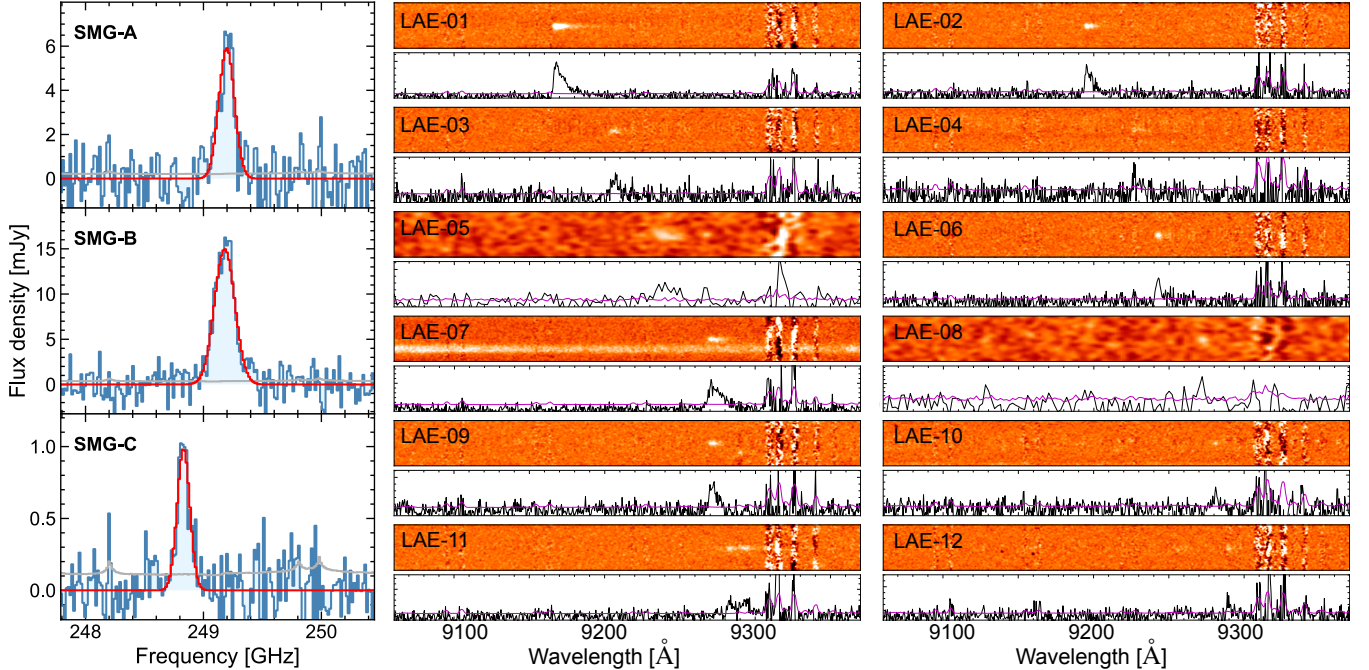 SMG-A
6
4
2
0
SMG-B
15
10
5
0
SMG-C
1.0
0.5
0.0
248 249 250
Frequency [GHz]
Flux density [mJy]
LAE-01
LAE-02
LAE-03
LAE-04
LAE-05
LAE-06
LAE-07
LAE-08
LAE-09
LAE-10
LAE-11
LAE-12
9100 9200 9300
Wavelength [Å]
9100 9200 9300
Wavelength [Å]